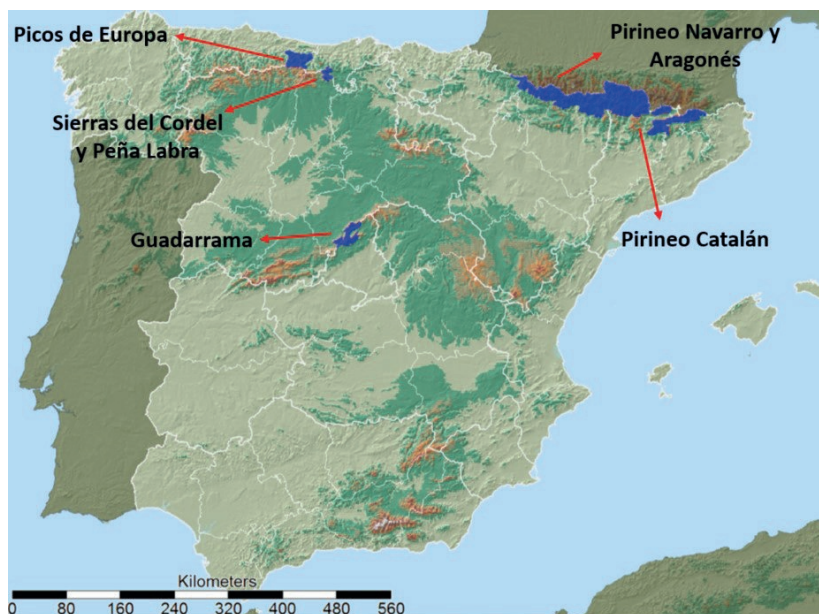 Picos de Europa
Pirineo Navarro y
Aragonés
Sierras del Cordel
y Peña Labra
Guadarrama
Pirineo Catalán
Kilometers
0 80 160 240 320 400 480 560